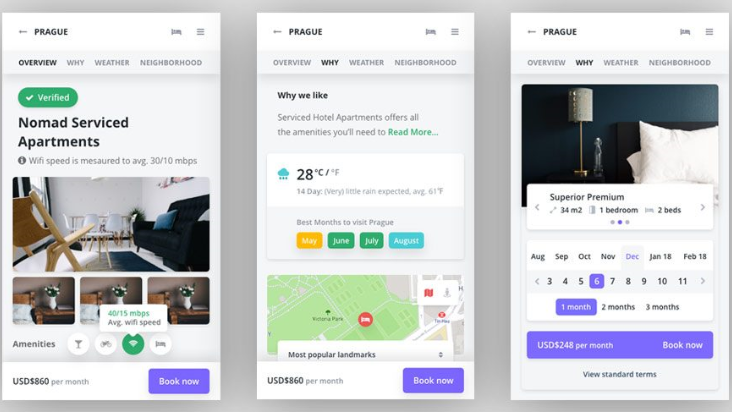 PRAGUE
OVERVIEW WHY WEATHER NEIGHBORHOOD
Verified
Nomad Serviced
Apartments
Wifi speed is mesaured to avg. 30/10 mbps
40/15 mbps
Avg. wifi speed
Amenities
USD$860 per month
Book now
PRAGUE
OVERVIEW WHY WEATHER NEIGHBORHOOD
Why we like
Serviced Hotel Apartments offers all
the amenities you'll need to Read More...
28 °C / °F
14 Day: (Very) little rain expected, avg. 61°F
Best Months to visit Prague
May June July August
Victoria Park
Most popular landmarks
USD$860 per month
Book now
PRAGUE
OVERVIEW WHY WEATHER NEIGHBORHOOD
Superior Premium
34 m2 1 bedroom 2 beds
Aug Sep Oct Nov Dec Jan 18 Feb 18
3 4 5 6 7 8 9 10 11
1 month 2 months 3 months
USD$248 per month Book now
View standard terms